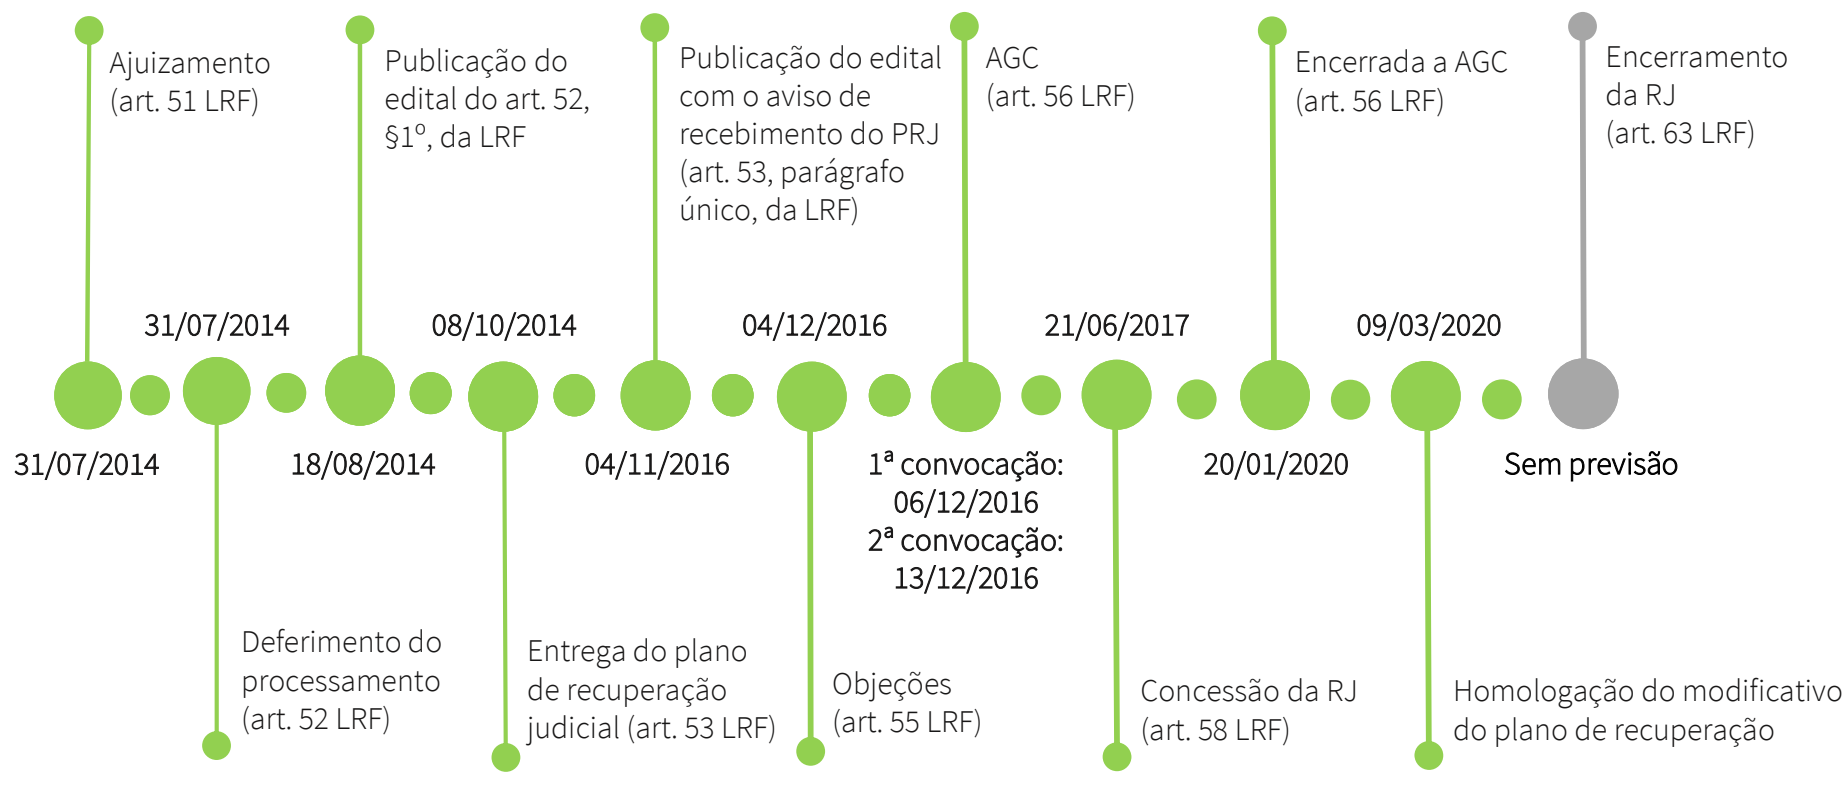 Ajuizamento
(art. 51 LRF)
Publicação do
edital do art. 52,
§1º, da LRF
Publicação do edital
com o aviso de
recebimento do PRJ
(art. 53, parágrafo
único, da LRF)
AGC
(art. 56 LRF)
Encerrada a AGC
(art. 56 LRF)
Encerramento
da RJ
(art. 63 LRF)
31/07/2014
08/10/2014
04/12/2016
21/06/2017
09/03/2020
31/07/2014
18/08/2014
04/11/2016
1ª convocação:
06/12/2016
2ª convocação:
13/12/2016
20/01/2020
Sem previsão
Deferimento do
processamento
(art. 52 LRF)
Entrega do plano
de recuperação
judicial (art. 53 LRF)
Objeções
(art. 55 LRF)
Concessão da RJ
(art. 58 LRF)
Homologação do modificativo
do plano de recuperação